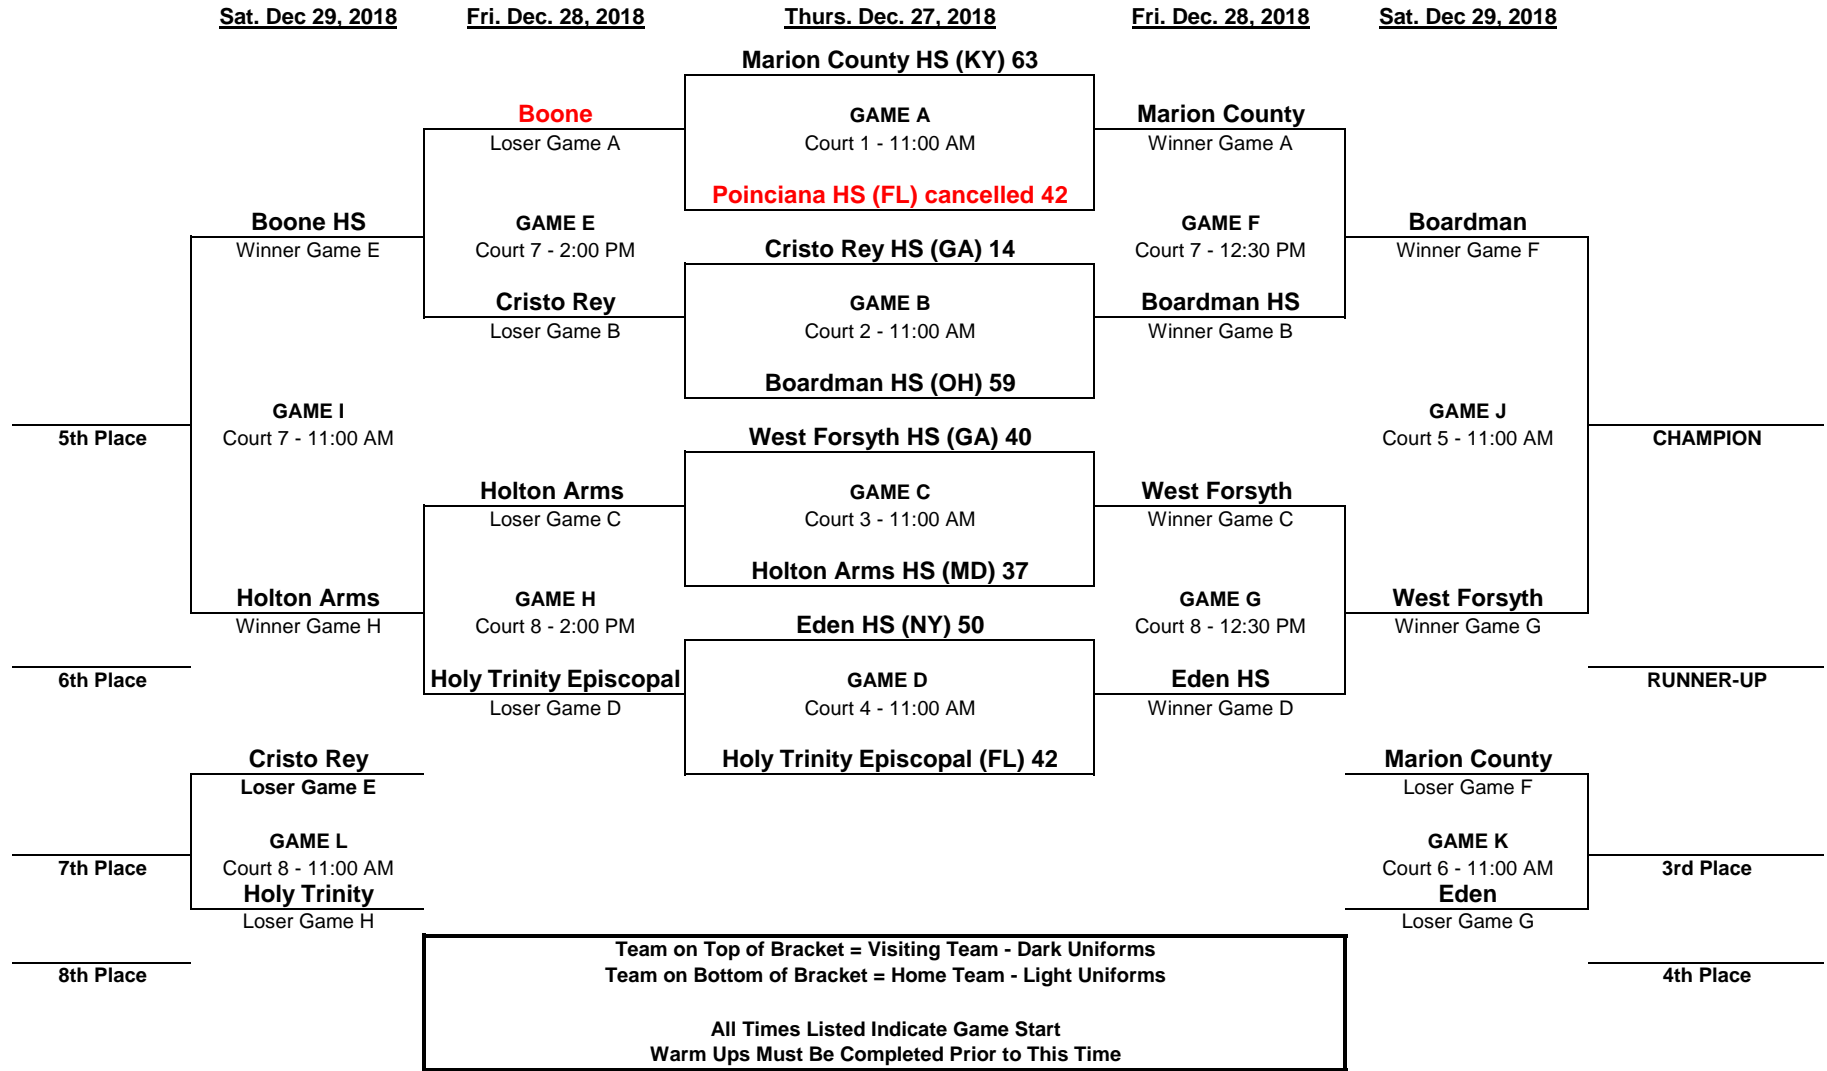 Sat. Dec 29, 2018 Fri. Dec. 28, 2018 Thurs. Dec. 27, 2018 Fri. Dec. 28, 2018 Sat. Dec 29, 2018
Marion County HS (KY) 63
Boone GAME A Marion County
Loser Game A Court 1 - 11:00 AM Winner Game A
Poinciana HS (FL) cancelled 42
Boone HS GAME E GAME F Boardman
Winner Game E Court 7 - 2:00 PM Cristo Rey HS (GA) 14 Court 7 - 12:30 PM Winner Game F
Cristo Rey GAME B Boardman HS
Loser Game B Court 2 - 11:00 AM Winner Game B
Boardman HS (OH) 59
GAME I GAME J
5th Place Court 7 - 11:00 AM West Forsyth HS (GA) 40 Court 5 - 11:00 AM CHAMPION
Holton Arms GAME C West Forsyth
Loser Game C Court 3 - 11:00 AM Winner Game C
Holton Arms HS (MD) 37
Holton Arms GAME H GAME G West Forsyth
Winner Game H Court 8 - 2:00 PM Eden HS (NY) 50 Court 8 - 12:30 PM Winner Game G
6th Place Holy Trinity Episcopal GAME D Eden HS RUNNER-UP
Loser Game D Court 4 - 11:00 AM Winner Game D
Cristo Rey Holy Trinity Episcopal (FL) 42 Marion County
Loser Game E Loser Game F
GAME L GAME K
7th Place Court 8 - 11:00 AM Court 6 - 11:00 AM 3rd Place
Holy Trinity Eden
Loser Game H Loser Game G
Team on Top of Bracket = Visiting Team - Dark Uniforms
8th Place Team on Bottom of Bracket = Home Team - Light Uniforms 4th Place
All Times Listed Indicate Game Start
Warm Ups Must Be Completed Prior to This Time